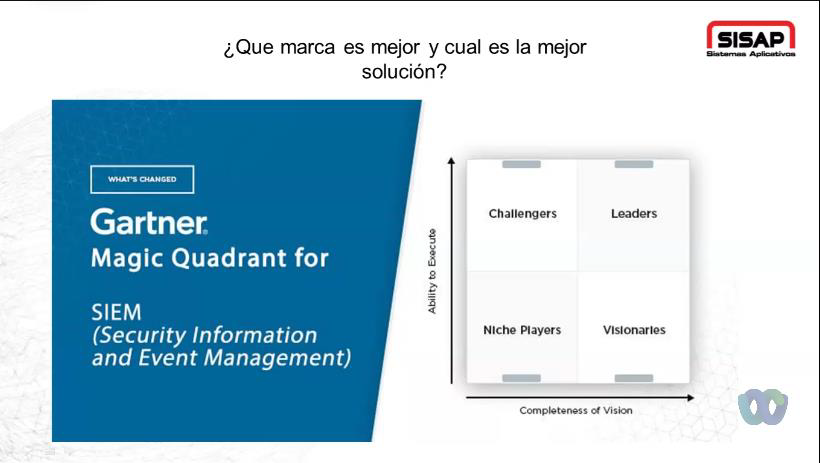 ¿Que marca es mejor y cual es la mejor
solución?
SISAP
Sistemas Aplicativos
WHAT'S CHANGED
Gartner
Magic Quadrant for
SIEM
(Security Information
and Event Management)
Ability to Execute
Challengers
Leaders
Niche Players
Visionaries
Completeness of Vision